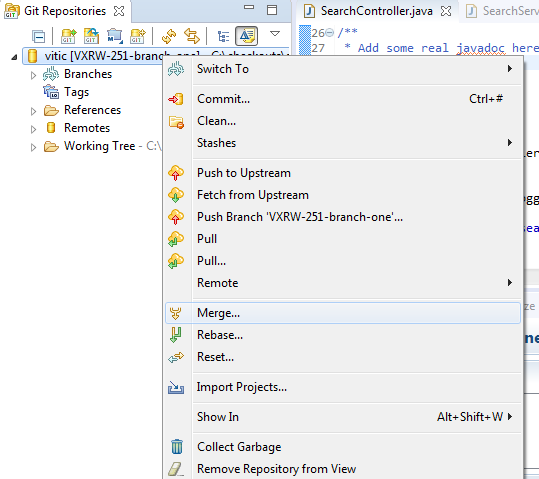 Git Repositories
SearchController.java
SearchServ
26 /**
27 * Add some real javadoc here
vitic [VXRW-251-branch-one] - C:\checkouts\
Branches
Tags
References
Remotes
Working Tree - C:\
Switch To
Commit... Ctrl+#
Clean...
Stashes
Push to Upstream
Fetch from Upstream
Push Branch 'VXRW-251-branch-one'...
Pull
Pull...
Remote
Merge...
Rebase...
Reset...
Import Projects...
Show In Alt+Shift+W
Collect Garbage
Remove Repository from View